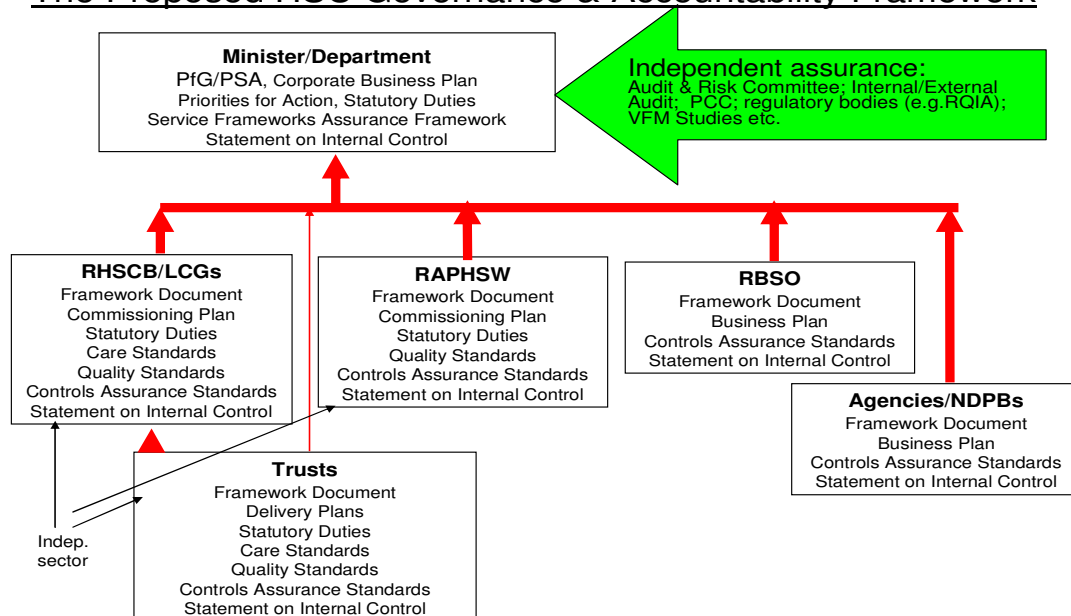 The Proposed HSC Governance & Accountability Framework
Minister/Department
PfG/PSA, Corporate Business Plan
Priorities for Action, Statutory Duties
Service Frameworks Assurance Framework
Statement on Internal Control
Independent assurance:
Audit & Risk Committee; Internal/External
Audit; PCC; regulatory bodies (e.g.RQIA);
VFM Studies etc.
RHSCB/LCGs
Framework Document
Commissioning Plan
Statutory Duties
Care Standards
Quality Standards
Controls Assurance Standards
Statement on Internal Control
RAPHSW
Framework Document
Commissioning Plan
Statutory Duties
Quality Standards
Controls Assurance Standards
Statement on Internal Control
RBSO
Framework Document
Business Plan
Controls Assurance Standards
Statement on Internal Control
Agencies/NDPBs
Framework Document
Business Plan
Controls Assurance Standards
Statement on Internal Control
Trusts
Framework Document
Delivery Plans
Statutory Duties
Care Standards
Quality Standards
Controls Assurance Standards
Statement on Internal Control
Indep.
sector